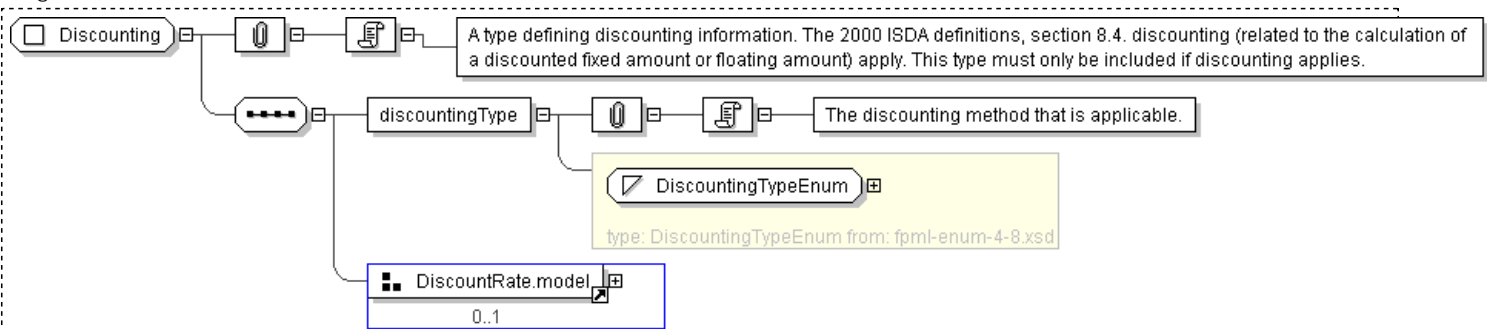 Discounting
A type defining discounting information. The 2000 ISDA definitions, section 8.4. discounting (related to the calculation of
a discounted fixed amount or floating amount) apply. This type must only be included if discounting applies.
discountingType
The discounting method that is applicable.
DiscountingTypeEnum
type: DiscountingTypeEnum from: fpml-enum-4-8.xsd
DiscountRate.model
0..1